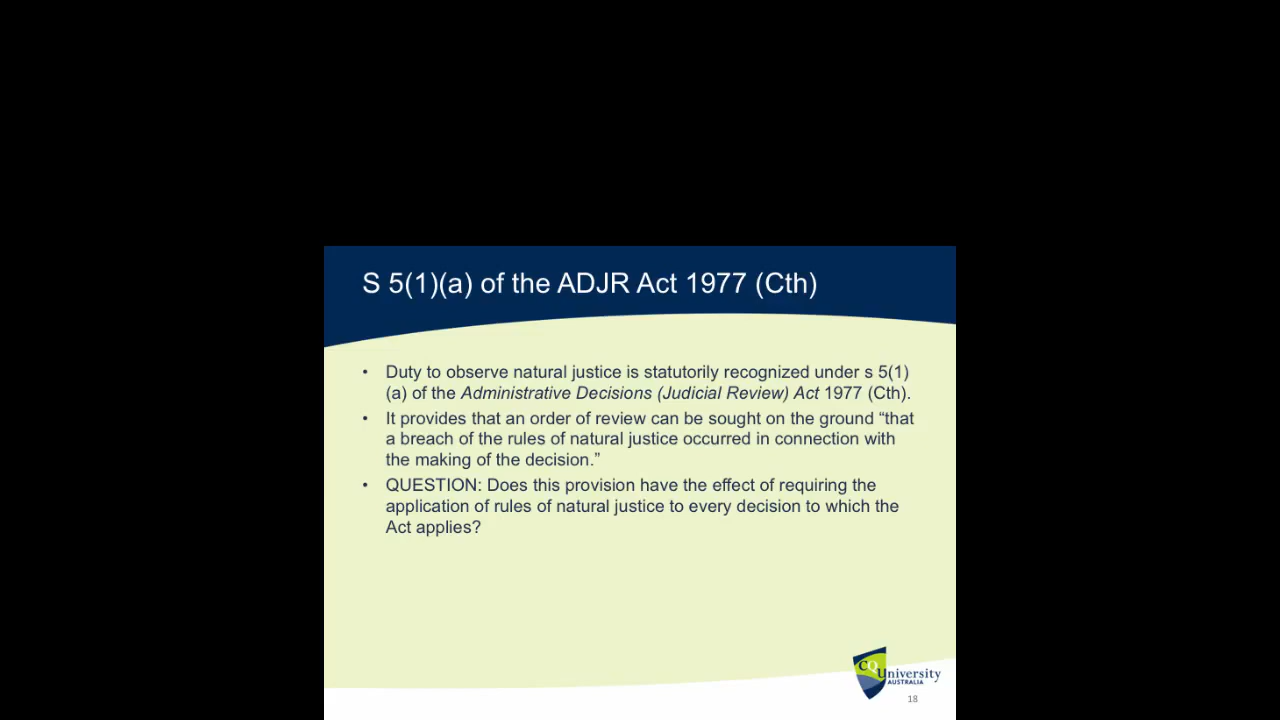 S 5(1)(a) of the ADJR Act 1977 (Cth)
• Duty to observe natural justice is statutorily recognized under s 5(1)
(a) of the Administrative Decisions (Judicial Review) Act 1977 (Cth).
• It provides that an order of review can be sought on the ground “that
a breach of the rules of natural justice occurred in connection with
the making of the decision.”
• QUESTION: Does this provision have the effect of requiring the
application of rules of natural justice to every decision to which the
Act applies?
CQUniversity
AUSTRALIA
18